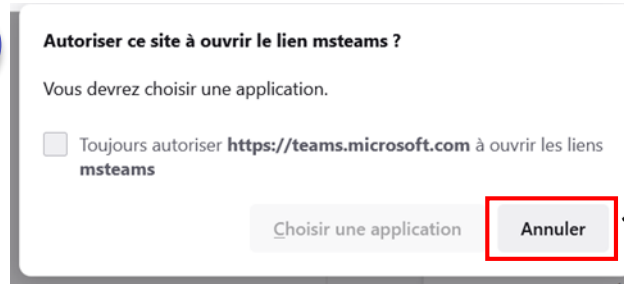 Autoriser ce site à ouvrir le lien msteams ?
Vous devrez choisir une application.
Toujours autoriser https://teams.microsoft.com à ouvrir les liens
msteams
Choisir une application
Annuler